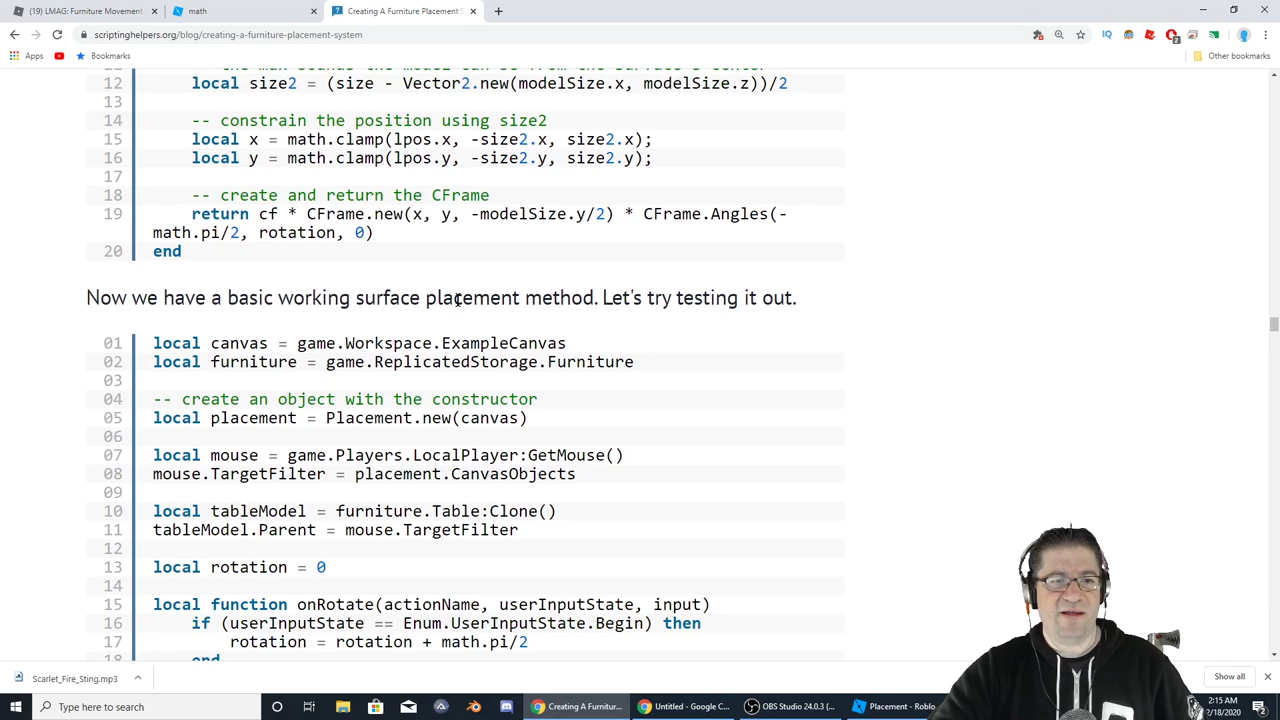 (19) LMAG: Furniture Movement
math
Creating A Furniture Placement S
scriptinghelpers.org/blog/creating-a-furniture-placement-system
Apps
Bookmarks
Other bookmarks
12 local size2 = (size - Vector2.new(modelSize.x, modelSize.z))/2
13
14 -- constrain the position using size2
15 local x = math.clamp(lpos.x, -size2.x, size2.x);
16 local y = math.clamp(lpos.y, -size2.y, size2.y);
17
18 -- create and return the CFrame
19 return cf * CFrame.new(x, y, -modelSize.y/2) * CFrame.Angles(-
math.pi/2, rotation, 0)
20 end
Now we have a basic working surface placement method. Let's try testing it out.
01 local canvas = game.Workspace.ExampleCanvas
02 local furniture = game.ReplicatedStorage.Furniture
03
04 -- create an object with the constructor
05 local placement = Placement.new(canvas)
06
07 local mouse = game.Players.LocalPlayer:GetMouse()
08 mouse.TargetFilter = placement.CanvasObjects
09
10 local tableModel = furniture.Table:Clone()
11 tableModel.Parent = mouse.TargetFilter
12
13 local rotation = 0
14
15 local function onRotate(actionName, userInputState, input)
16 if (userInputState == Enum.UserInputState.Begin) then
17 rotation = rotation + math.pi/2
18 end
Scarlet_Fire_Sting.mp3
Show all
Type here to search
Creating A Furnitur...
Untitled - Google C...
OBS Studio 24.0.3 (...
Placement - Roblo
2:15 AM
2/18/2020